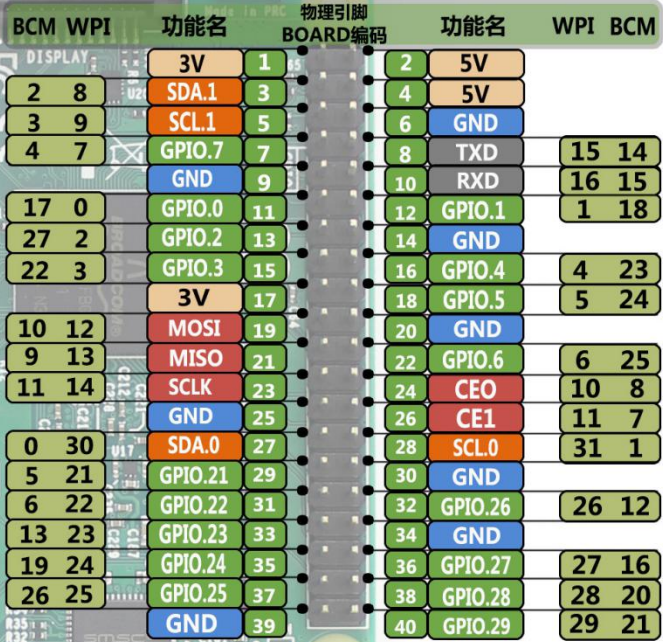 Made in PRC
物理引脚
BCM WPI 功能名 BOARD编码 功能名 WPI BCM
DISPLAY
3V 1 2 5V
2 8 SDA.1 3 4 5V
3 9 SCL.1 5 6 GND
4 7 GPIO.7 7 8 TXD 15 14
GND 9 10 RXD 16 15
17 0 GPIO.0 11 12 GPIO.1 1 18
27 2 GPIO.2 13 14 GND
22 3 GPIO.3 15 16 GPIO.4 4 23
3V 17 18 GPIO.5 5 24
10 12 MOSI 19 20 GND
9 13 MISO 21 22 GPIO.6 6 25
11 14 SCLK 23 24 CEO 10 8
GND 25 26 CE1 11 7
0 30 SDA.0 27 28 SCL.0 31 1
U17
5 21 GPIO.21 29 30 GND
6 22 GPIO.22 31 32 GPIO.26 26 12
13 23 GPIO.23 33 34 GND
19 24 GPIO.24 35 36 GPIO.27 27 16
26 25 GPIO.25 37 38 GPIO.28 28 20
GND 39 40 GPIO.29 29 21
R35
R32
smsc